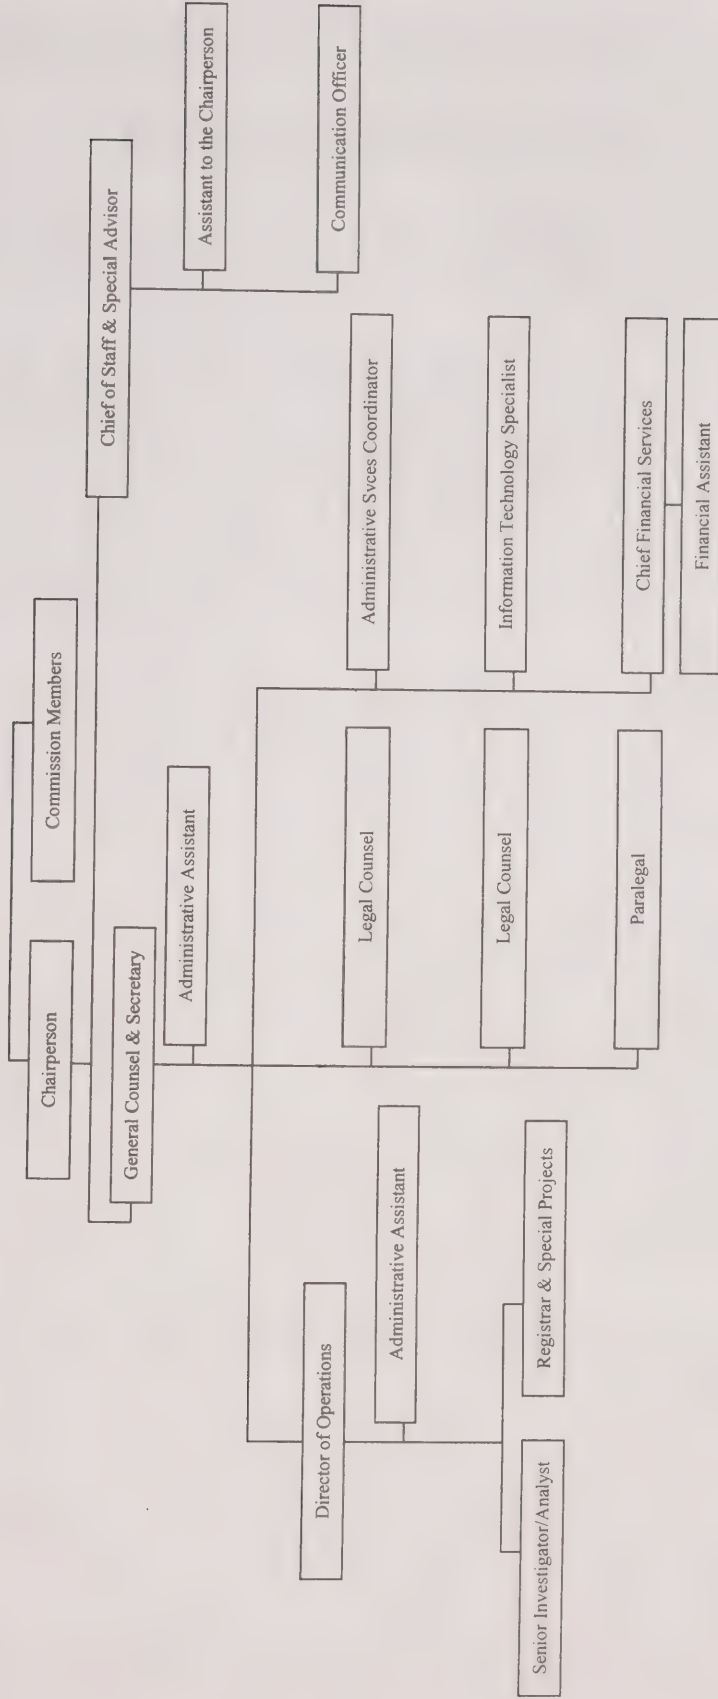 Chairperson
Commission Members
Chief of Staff & Special Advisor
Assistant to the Chairperson
Communication Officer
General Counsel & Secretary
Administrative Assistant
Director of Operations
Administrative Assistant
Senior Investigator/Analyst
Registrar & Special Projects
Legal Counsel
Legal Counsel
Paralegal
Administrative Svces Coordinator
Information Technology Specialist
Chief Financial Services
Financial Assistant